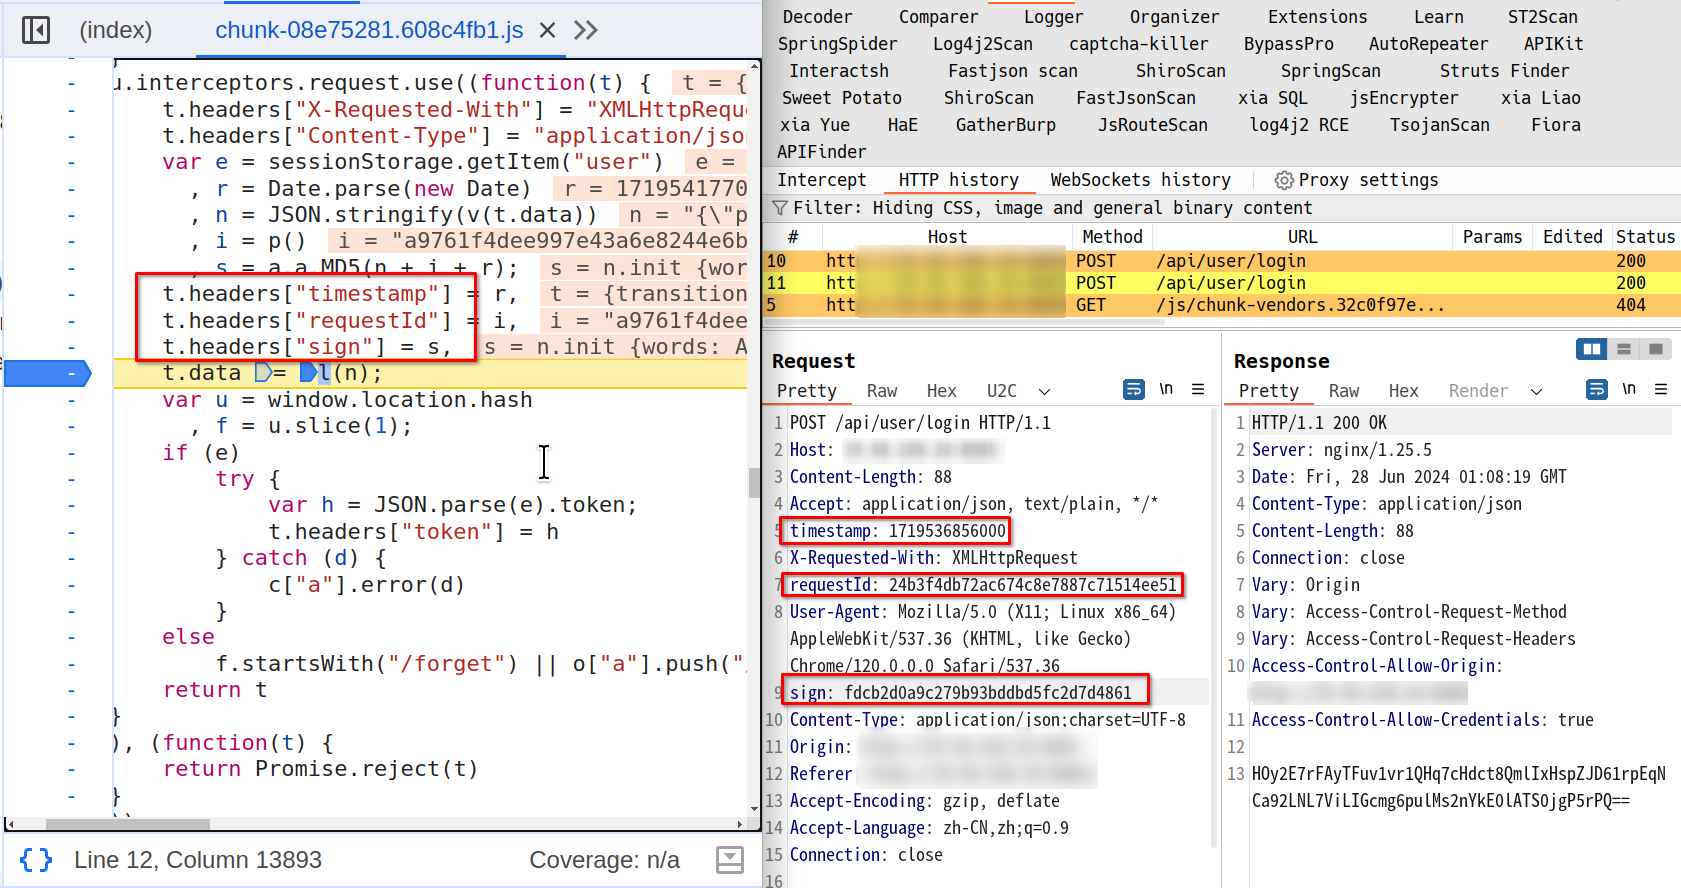 (index)
chunk-08e75281.608c4fb1.js
u.interceptors.request.use((function(t) { t = {
t.headers["X-Requested-With"] = "XMLHttpReque
t.headers["Content-Type"] = "application/jsor
var e = sessionStorage.getItem("user") e =
, r = Date.parse(new Date) r = 1719541770
, n = JSON.stringify(v(t.data)) n = "{\"p
, i = p() i = "a9761f4dee997e43a6e8244e6b
, s = a.a.MD5(n + i + r); s = n.init {wor
t.headers["timestamp"] = r, t = {transition
t.headers["requestId"] = i, i = "a9761f4dee
t.headers["sign"] = s, s = n.init {words: A
t.data = l(n);
var u = window.location.hash
, f = u.slice(1);
if (e)
try {
var h = JSON.parse(e).token;
t.headers["token"] = h
} catch (d) {
c["a"].error(d)
}
else
f.startsWith("/forget") || o["a"].push("/
return t
}
), (function(t) {
return Promise.reject(t)
}
{} Line 12, Column 13893 Coverage: n/a
Decoder Comparer Logger Organizer Extensions Learn ST2Scan
SpringSpider Log4j2Scan captcha-killer BypassPro AutoRepeater APIKit
Interactsh Fastjson scan ShiroScan SpringScan Struts Finder
Sweet Potato ShiroScan FastJsonScan xia SQL jsEncrypter xia Liao
xia Yue HaE GatherBurp JsRouteScan log4j2 RCE TsojanScan Fiora
APIFinder
Intercept HTTP history WebSockets history Proxy settings
Filter: Hiding CSS, image and general binary content
# Host Method URL Params Edited Status
10 htt POST /api/user/login 200
11 htt POST /api/user/login 200
5 htt GET /js/chunk-vendors.32c0f97e... 404
Request
Pretty Raw Hex U2C \n
1 POST /api/user/login HTTP/1.1
2 Host:
3 Content-Length: 88
4 Accept: application/json, text/plain, */*
5 timestamp: 1719536856000
6 X-Requested-With: XMLHttpRequest
7 requestId: 24b3f4db72ac674c8e7887c71514ee51
8 User-Agent: Mozilla/5.0 (X11; Linux x86_64)
AppleWebKit/537.36 (KHTML, like Gecko)
Chrome/120.0.0.0 Safari/537.36
9 sign: fdcb2d0a9c279b93bddbd5fc2d7d4861
10 Content-Type: application/json;charset=UTF-8
11 Origin:
12 Referer
13 Accept-Encoding: gzip, deflate
14 Accept-Language: zh-CN,zh;q=0.9
15 Connection: close
16
Response
Pretty Raw Hex Render \n
1 HTTP/1.1 200 OK
2 Server: nginx/1.25.5
3 Date: Fri, 28 Jun 2024 01:08:19 GMT
4 Content-Type: application/json
5 Content-Length: 88
6 Connection: close
7 Vary: Origin
8 Vary: Access-Control-Request-Method
9 Vary: Access-Control-Request-Headers
10 Access-Control-Allow-Origin:
11 Access-Control-Allow-Credentials: true
12
13 HOy2E7rFAyTFuv1vr1QHq7cHdct8QmlIxHspZJD61rpEqN
Ca92LNL7ViLIGcmg6pulMs2nYkE0lATS0jgP5rPQ==